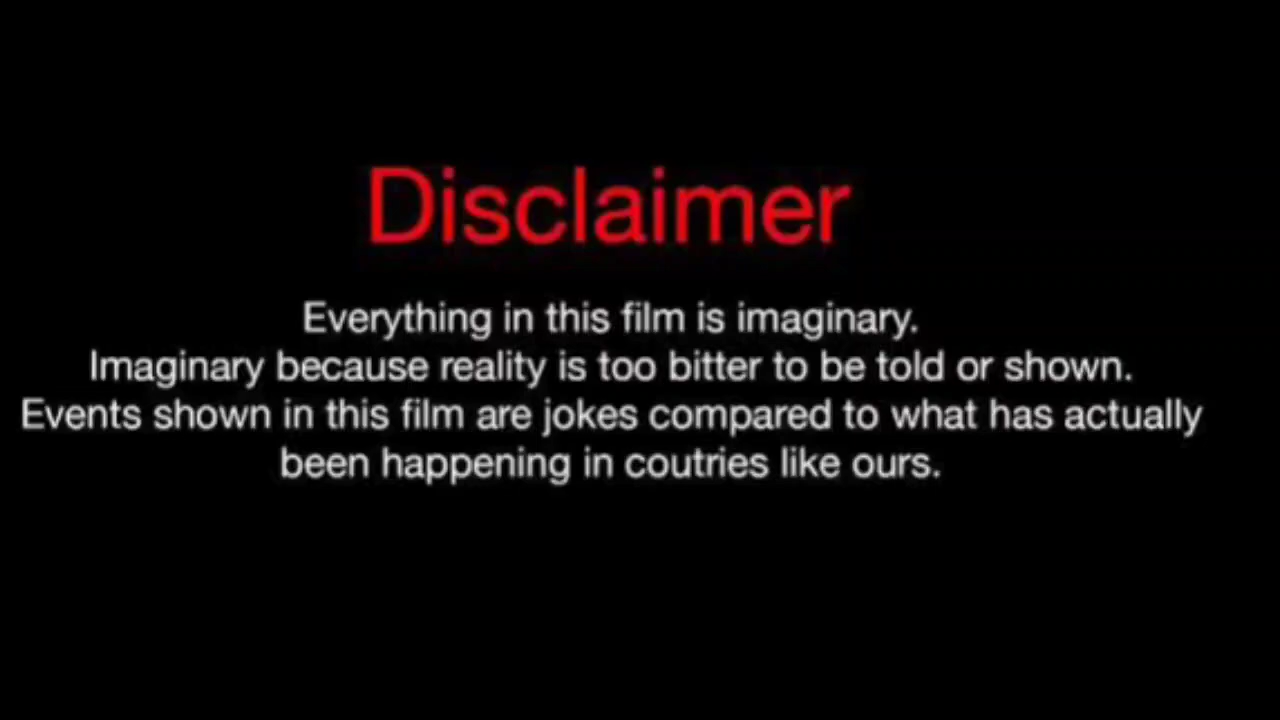 Disclaimer
Everything in this film is imaginary.
Imaginary because reality is too bitter to be told or shown.
Events shown in this film are jokes compared to what has actually
been happening in coutries like ours.